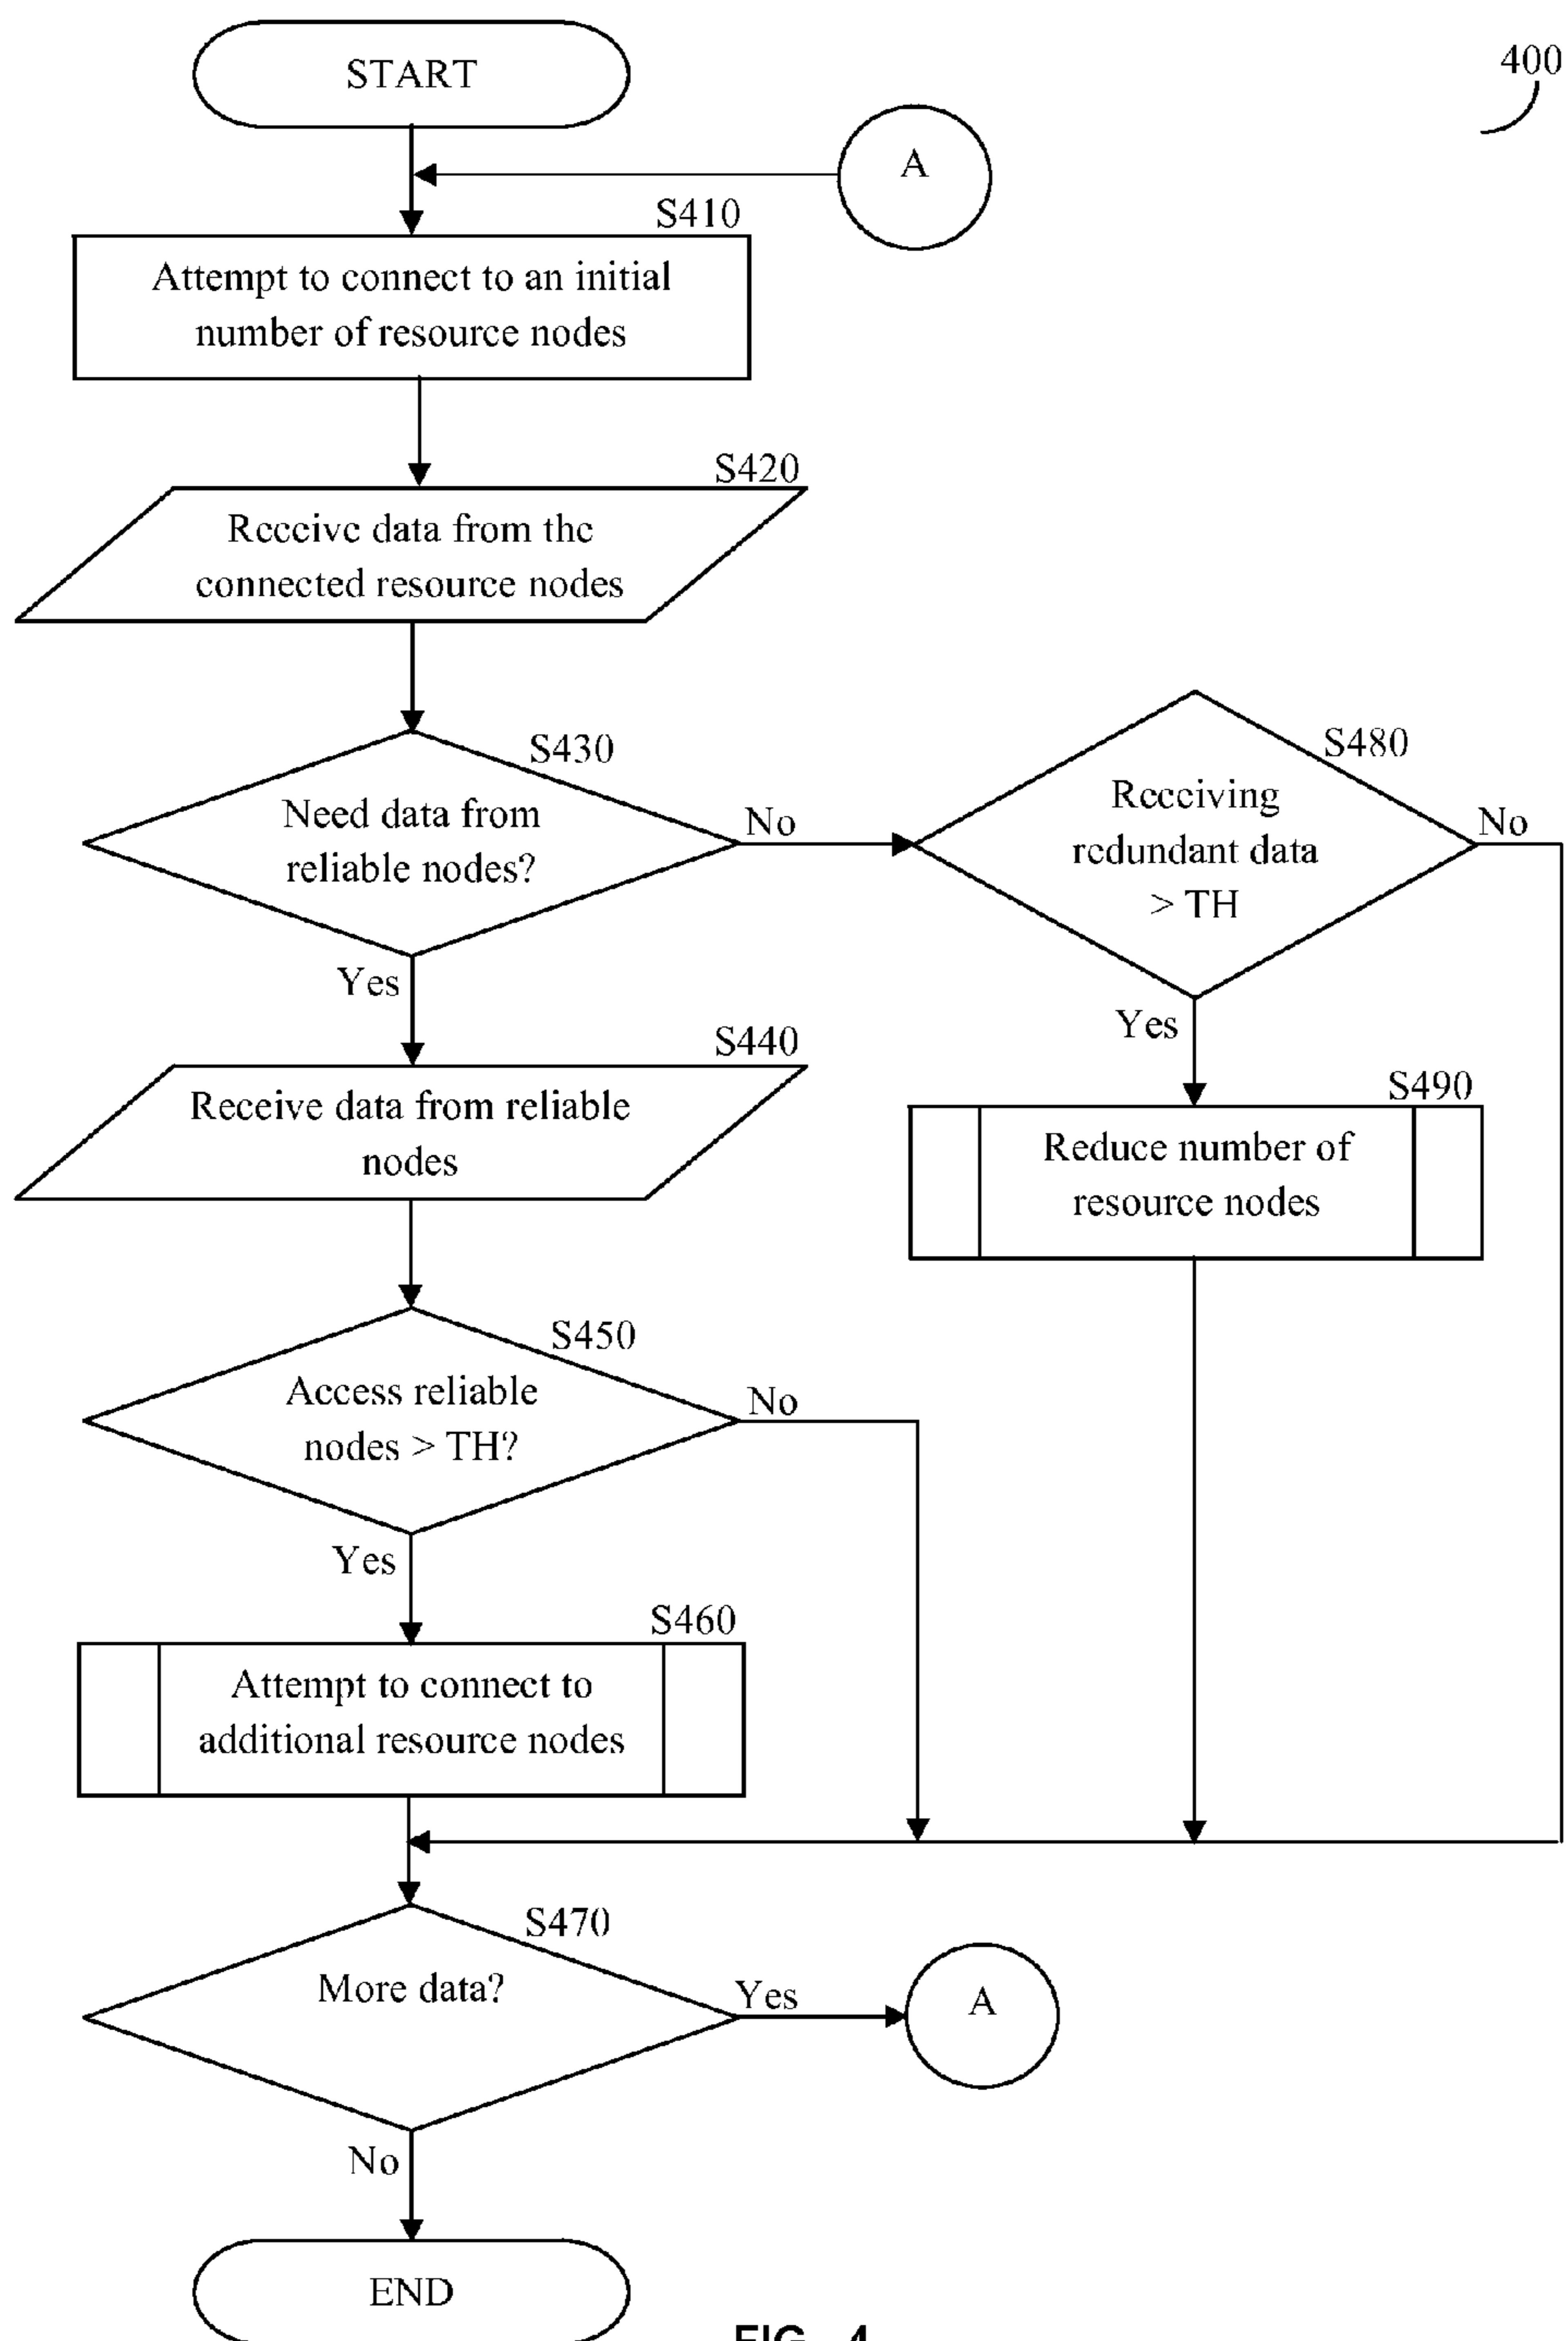 START
400
A
S410
Attempt to connect to an initial
number of resource nodes
S420
Receive data from the
connected resource nodes
S430
Need data from
reliable nodes?
No
S480
Receiving
redundant data
> TH
No
Yes
Yes
S440
Receive data from reliable
nodes
S490
Reduce number of
resource nodes
S450
Access reliable
nodes > TH?
No
Yes
S460
Attempt to connect to
additional resource nodes
S470
More data?
Yes
A
No
END
FIG. 4